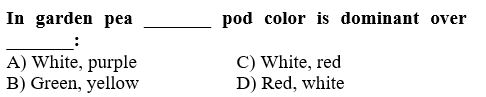 In garden pea _______ pod color is dominant over
_______:
A) White, purple C) White, red
B) Green, yellow D) Red, white